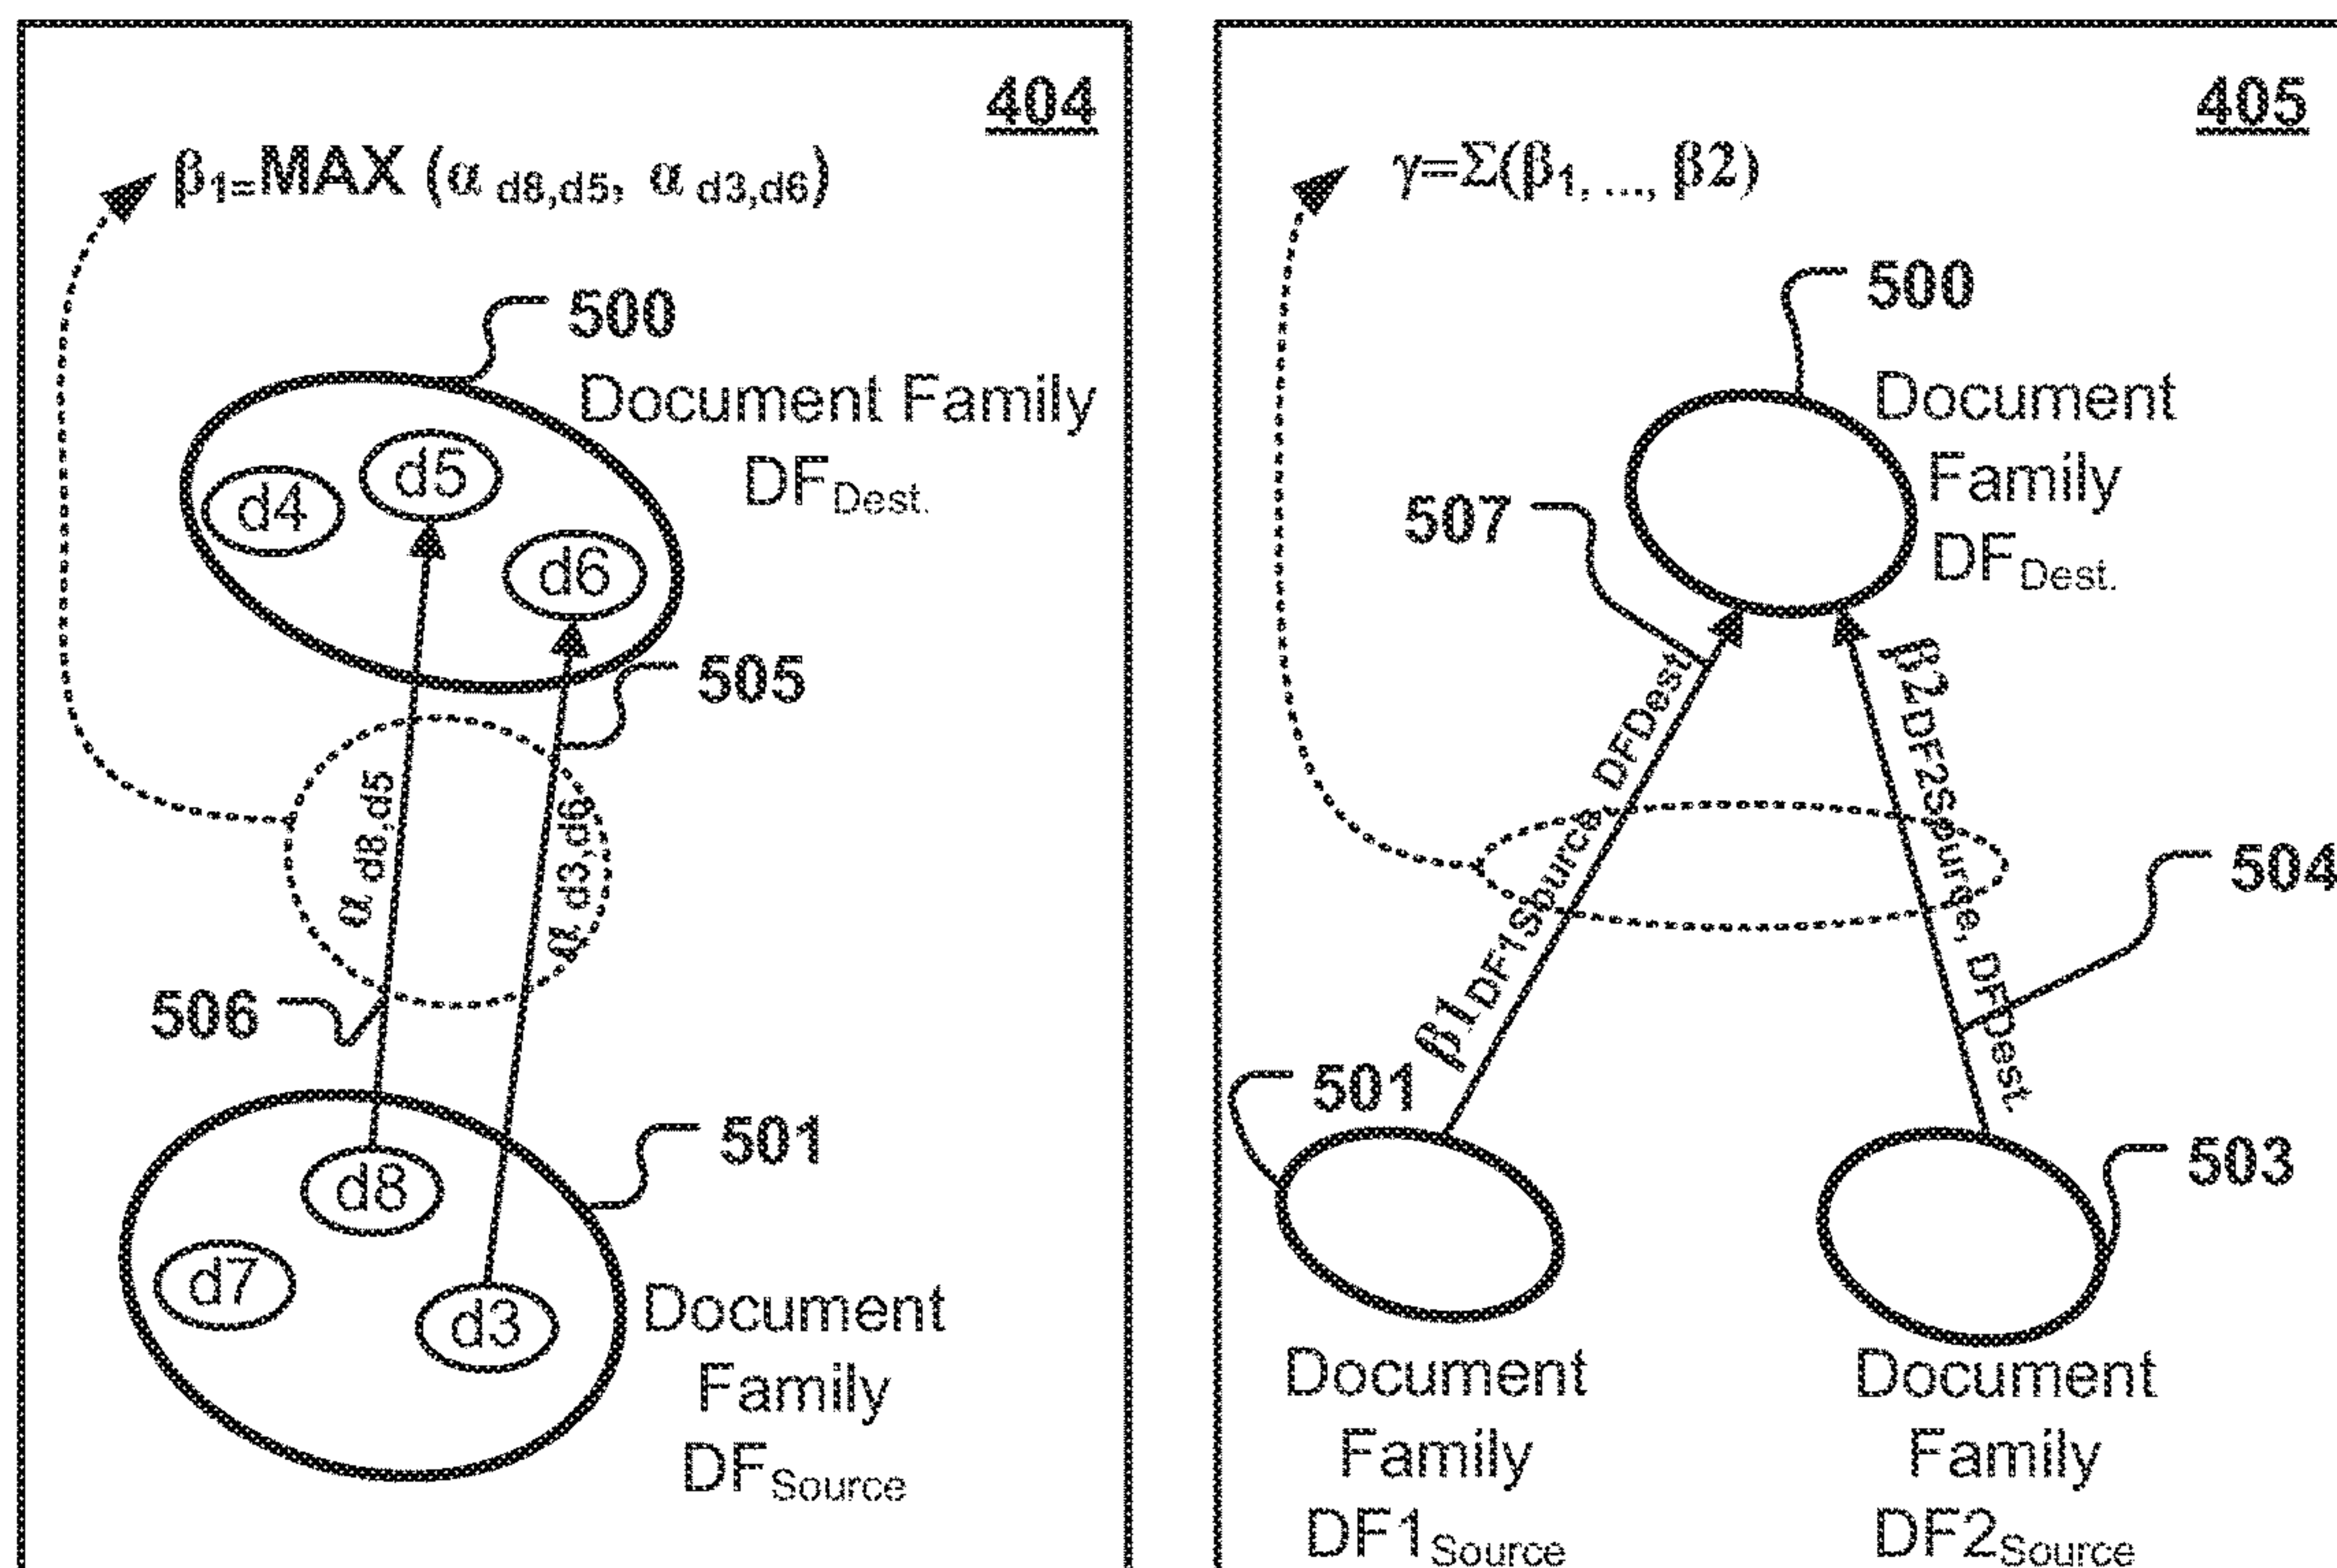 404
β1=MAX (α d8,d5, α d3,d6)
500
Document Family
DFDest.
d5
d4
d6
505
α d8,d5
α d3,d6
506
501
d8
d7
d3
Document
Family
DFSource
405
γ=Σ(β1, ..., β2)
500
Document
Family
DFDest.
507
β1DF1Source, DFDest
β2DF2Source, DFDest.
504
501
503
Document
Family
DF1Source
Document
Family
DF2Source